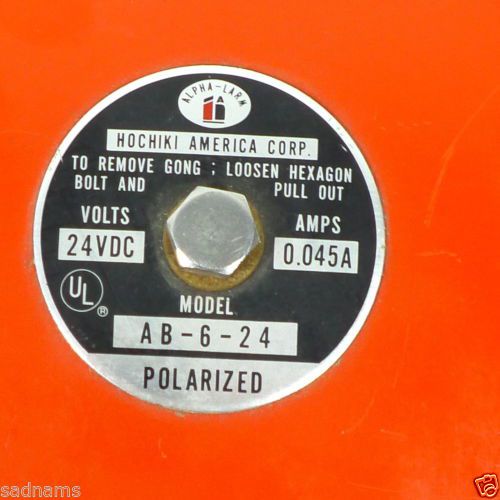 ALPHA-LARM
HOCHIKI AMERICA CORP.
TO REMOVE GONG ; LOOSEN HEXAGON
BOLT AND PULL OUT
VOLTS AMPS
24VDC 0.045A
UL ®
MODEL
AB-6-24
POLARIZED
sadnams